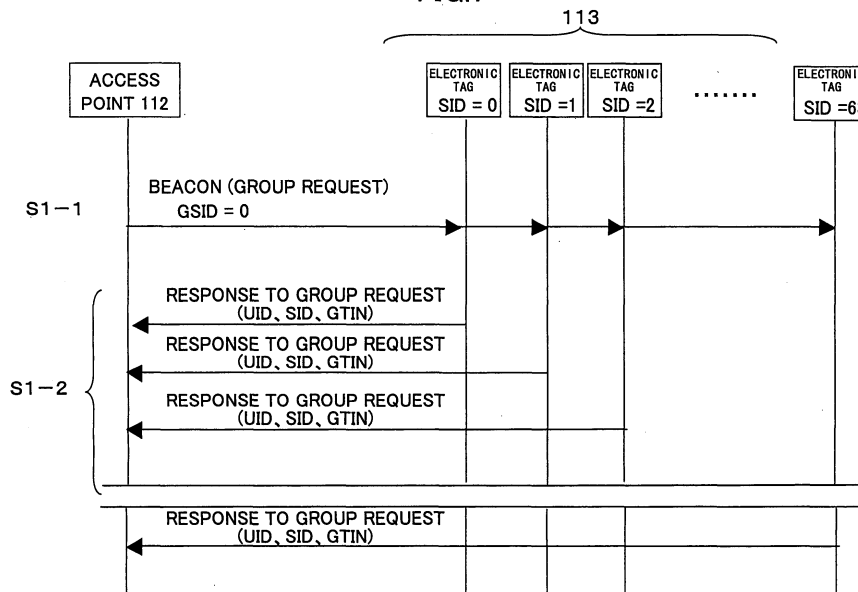 113
ACCESS
POINT 112
ELECTRONIC
TAG
SID = 0
ELECTRONIC
TAG
SID =1
ELECTRONIC
TAG
SID =2
.......
TAG
BEACON (GROUP REQUEST)
S1-1
GSID = 0
RESPONSE TO GROUP REQUEST
(UID、SID、GTIN)
RESPONSE TO GROUP REQUEST
(UID、SID、GTIN)
S1-2
RESPONSE TO GROUP REQUEST
(UID、SID、GTIN)
RESPONSE TO GROUP REQUEST
(UID、SID、GTIN)